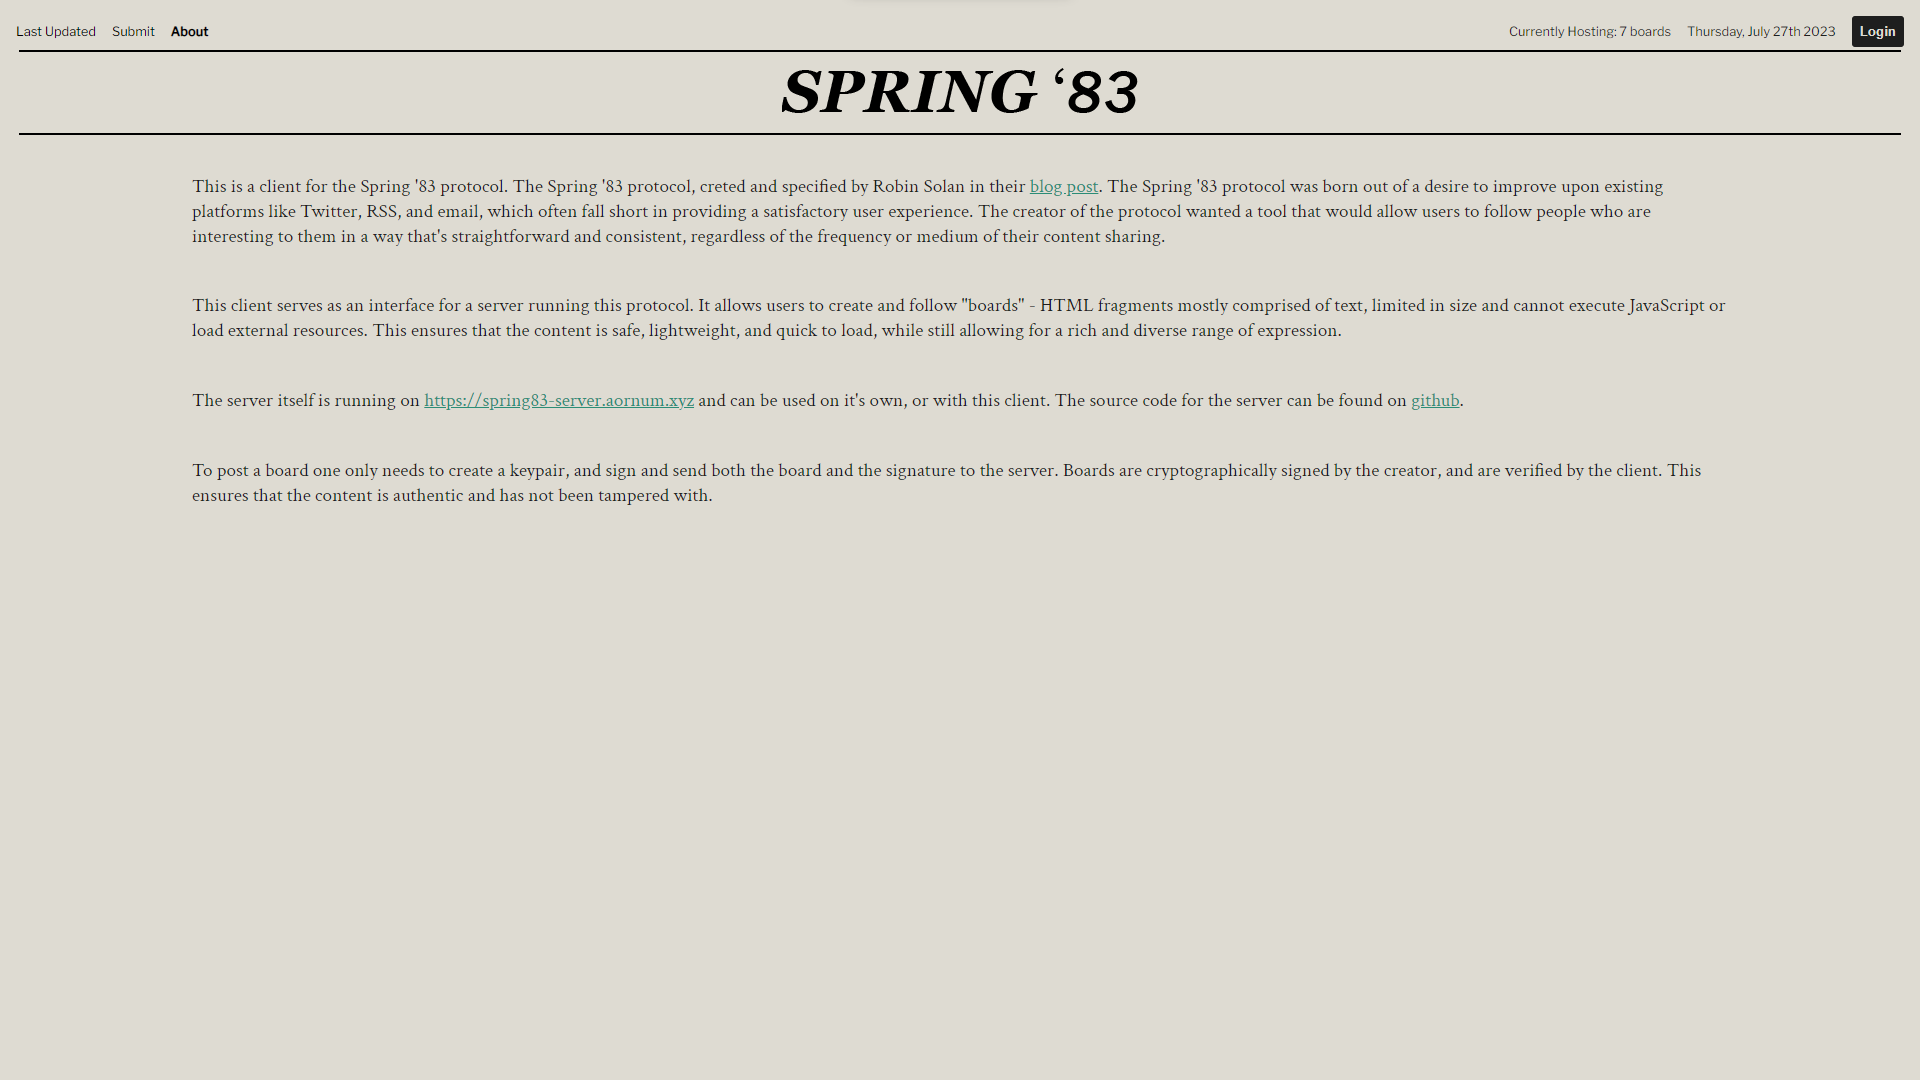 Last Updated Submit About Currently Hosting: 7 boards Thursday, July 27th 2023 Login
SPRING ‘83
This is a client for the Spring '83 protocol. The Spring '83 protocol, creted and specified by Robin Solan in their blog post. The Spring '83 protocol was born out of a desire to improve upon existing
platforms like Twitter, RSS, and email, which often fall short in providing a satisfactory user experience. The creator of the protocol wanted a tool that would allow users to follow people who are
interesting to them in a way that's straightforward and consistent, regardless of the frequency or medium of their content sharing.
This client serves as an interface for a server running this protocol. It allows users to create and follow "boards" - HTML fragments mostly comprised of text, limited in size and cannot execute JavaScript or
load external resources. This ensures that the content is safe, lightweight, and quick to load, while still allowing for a rich and diverse range of expression.
The server itself is running on https://spring83-server.aornum.xyz and can be used on it's own, or with this client. The source code for the server can be found on github.
To post a board one only needs to create a keypair, and sign and send both the board and the signature to the server. Boards are cryptographically signed by the creator, and are verified by the client. This
ensures that the content is authentic and has not been tampered with.